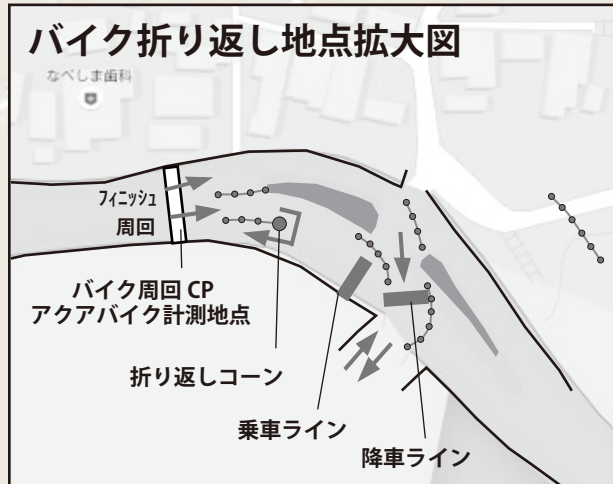 バイク折り返し地点拡大図
なべしま歯科
フィニッシュ
周回
バイク周回 CP
アクアバイク計測地点
折り返しコーン
乗車ライン
降車ライン